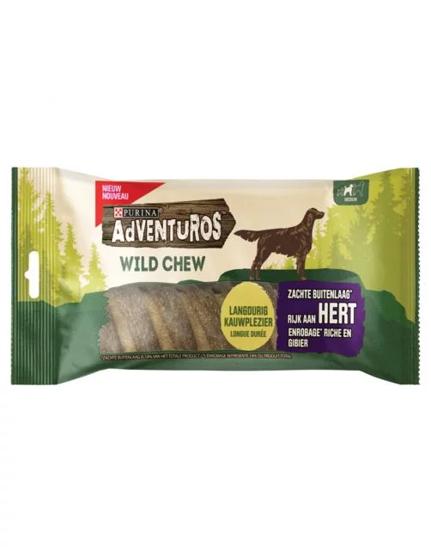 NIEUW
NOUVEAU
PURINA
ADVENTUROS
WILD CHEW
MEDIUM
LANGDURIG
KAUWPLEZIER
LONGUE DURÉE
ZACHTE BUITENLAAG*
RIJK AAN HERT
ENROBAGE* RICHE EN
GIBIER